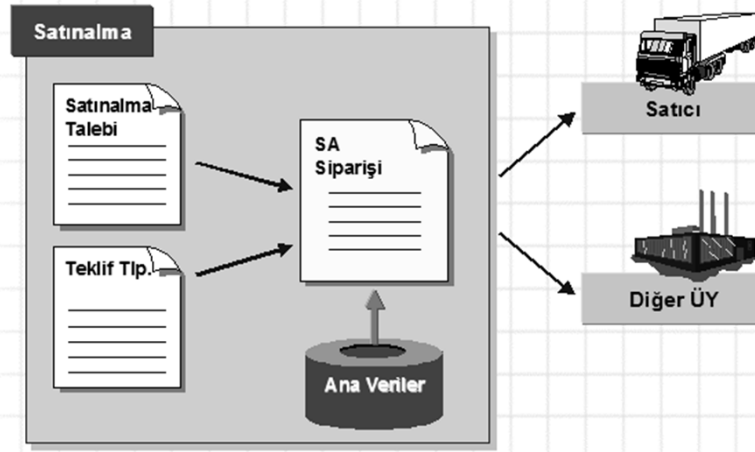 Satınalma
Satınalma
Talebi
Teklif Tlp.
SA
Siparişi
Ana Veriler
Satıcı
Diğer ÜY